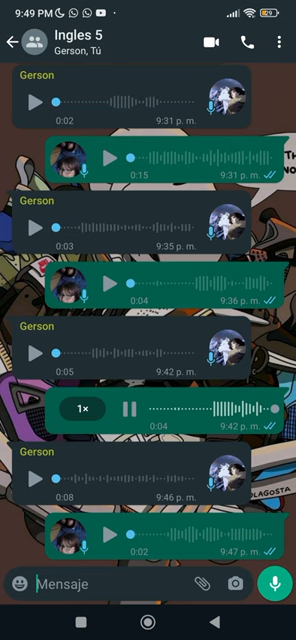 9:49 PM
Ingles 5
Gerson, Tú
Gerson
0:02 9:31 p. m.
0:15 9:31 p. m.
Gerson
0:03 9:35 p. m.
0:04 9:36 p. m.
Gerson
0:05 9:42 p. m.
1×
0:04 9:42 p. m.
Gerson
0:08 9:46 p. m.
0:02 9:47 p. m.
Mensaje